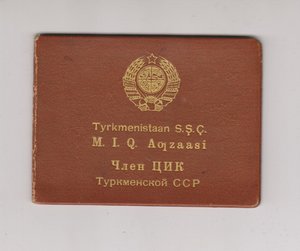 Tyrkmenistaan S.Ş.Ç.
M. I. Q. Aƣzaasi
Член ЦИК
Туркменской ССР